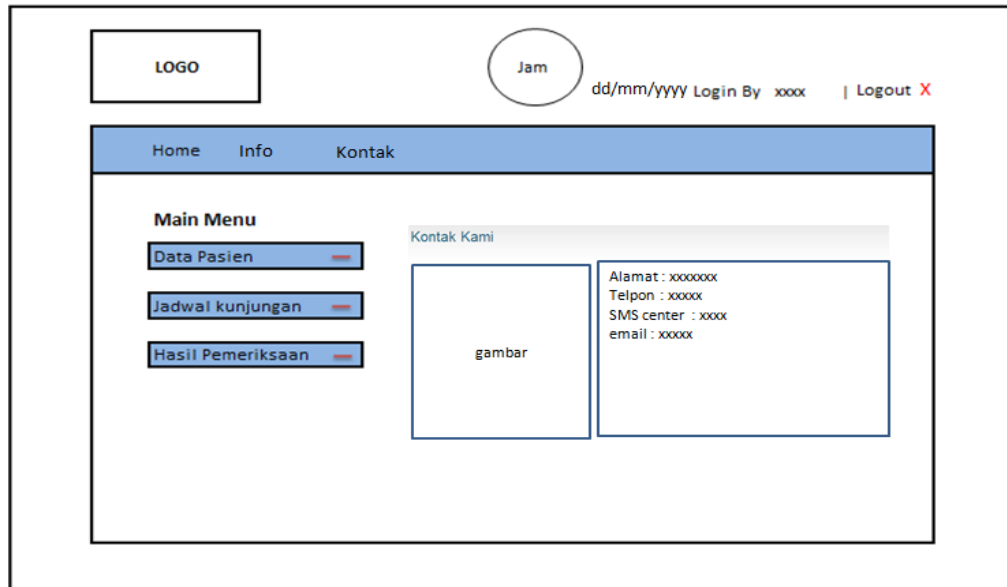 LOGO
Jam
dd/mm/yyyy Login By xxxx | Logout X
Home Info Kontak
Main Menu
Data Pasien
Jadwal kunjungan
Hasil Pemeriksaan
Kontak Kami
gambar
Alamat : xxxxxxx
Telpon : xxxxx
SMS center : xxxx
email : xxxxx